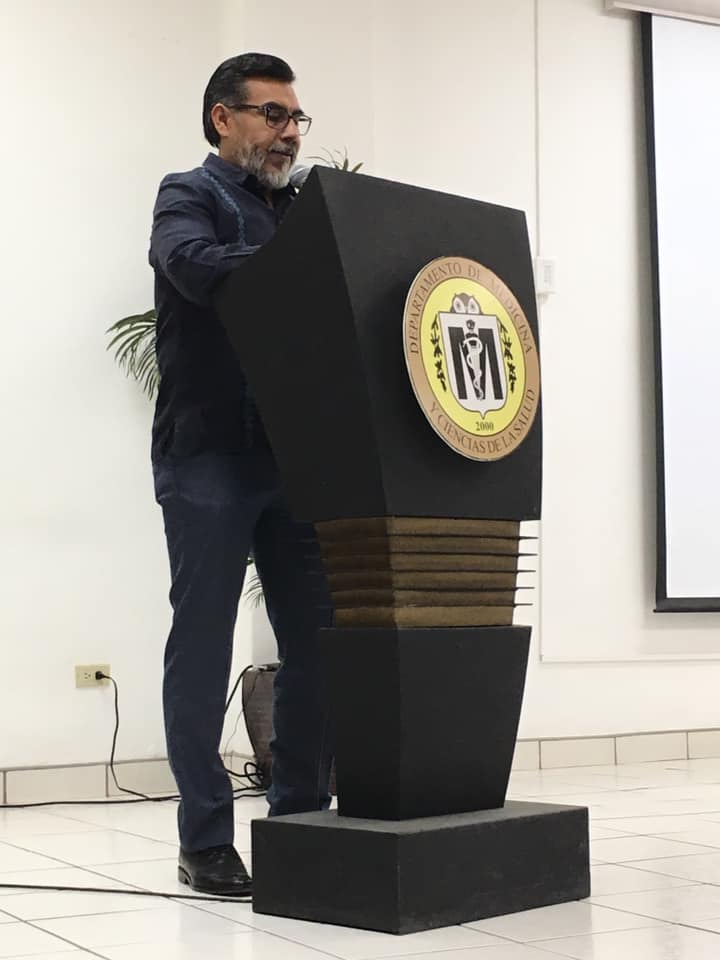 DEPARTAMENTO DE MEDICINA
M
2000
Y CIENCIAS DE LA SALUD